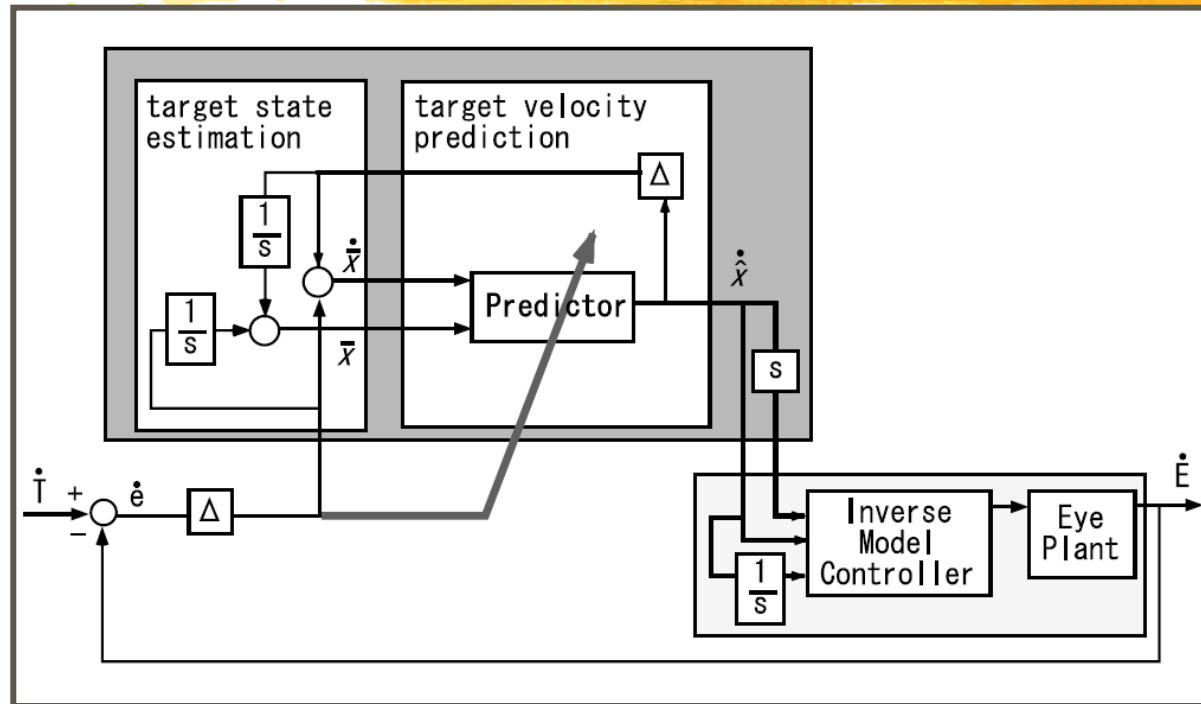 target state
estimation
target velocity
prediction
Δ
1
s
ẋ̄
1
s
x̄
Predictor
ẋ̂
s
Ṫ
+
−
ė
Δ
Inverse
Model
Controller
1
s
Eye
Plant
Ė